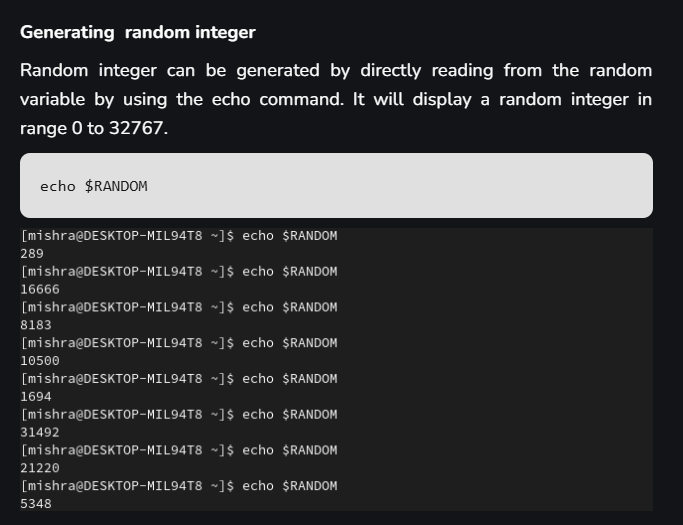 Generating  random integer
Random integer can be generated by directly reading from the random
variable by using the echo command. It will display a random integer in
range 0 to 32767.
echo $RANDOM
[mishra@DESKTOP-MIL94T8 ~]$ echo $RANDOM
289
[mishra@DESKTOP-MIL94T8 ~]$ echo $RANDOM
16666
[mishra@DESKTOP-MIL94T8 ~]$ echo $RANDOM
8183
[mishra@DESKTOP-MIL94T8 ~]$ echo $RANDOM
10500
[mishra@DESKTOP-MIL94T8 ~]$ echo $RANDOM
1694
[mishra@DESKTOP-MIL94T8 ~]$ echo $RANDOM
31492
[mishra@DESKTOP-MIL94T8 ~]$ echo $RANDOM
21220
[mishra@DESKTOP-MIL94T8 ~]$ echo $RANDOM
5348